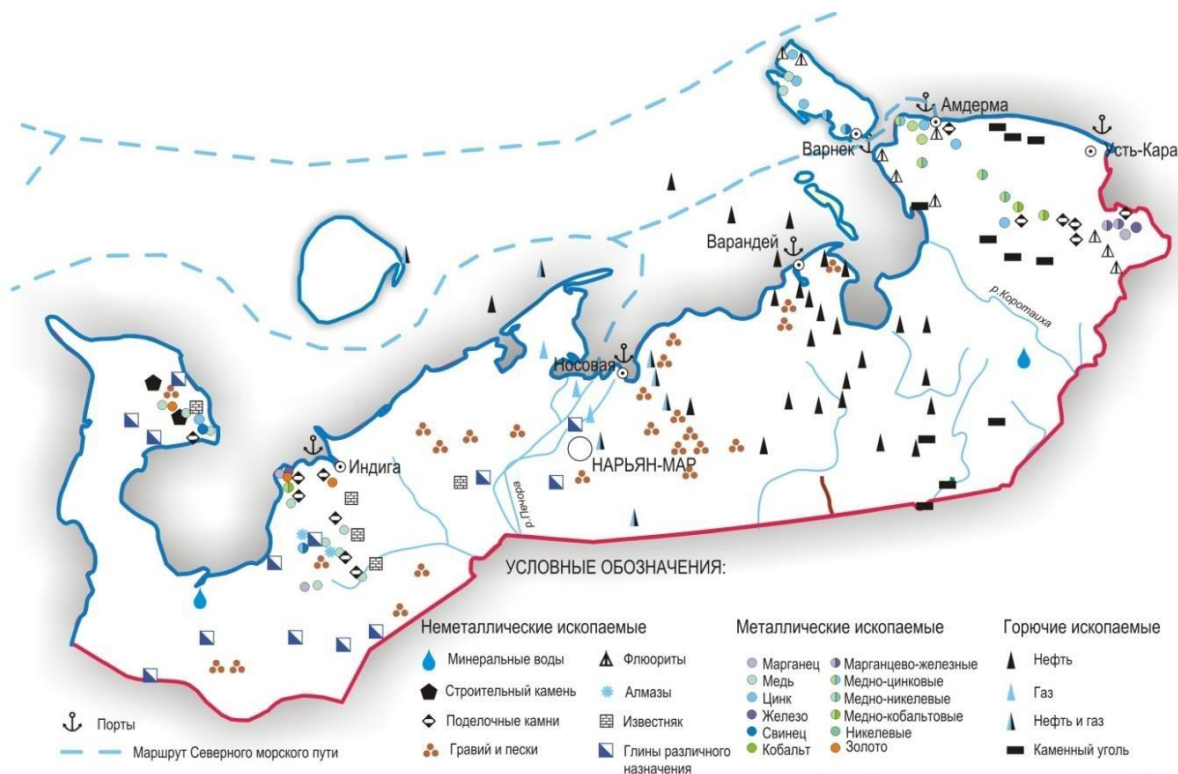 Амдерма
Варнек
Усть-Кара
Варандей
р.Коротаиха
Носовая
НАРЬЯН-МАР
Индига
р.Печора
УСЛОВНЫЕ ОБОЗНАЧЕНИЯ:
Порты
Маршрут Северного морского пути
Неметаллические ископаемые
Минеральные воды
Строительный камень
Поделочные камни
Гравий и пески
Флюориты
Алмазы
Известняк
Глины различного
назначения
Металлические ископаемые
Марганец
Медь
Цинк
Железо
Свинец
Кобальт
Марганцево-железные
Медно-цинковые
Медно-никелевые
Медно-кобальтовые
Никелевые
Золото
Горючие ископаемые
Нефть
Газ
Нефть и газ
Каменный уголь